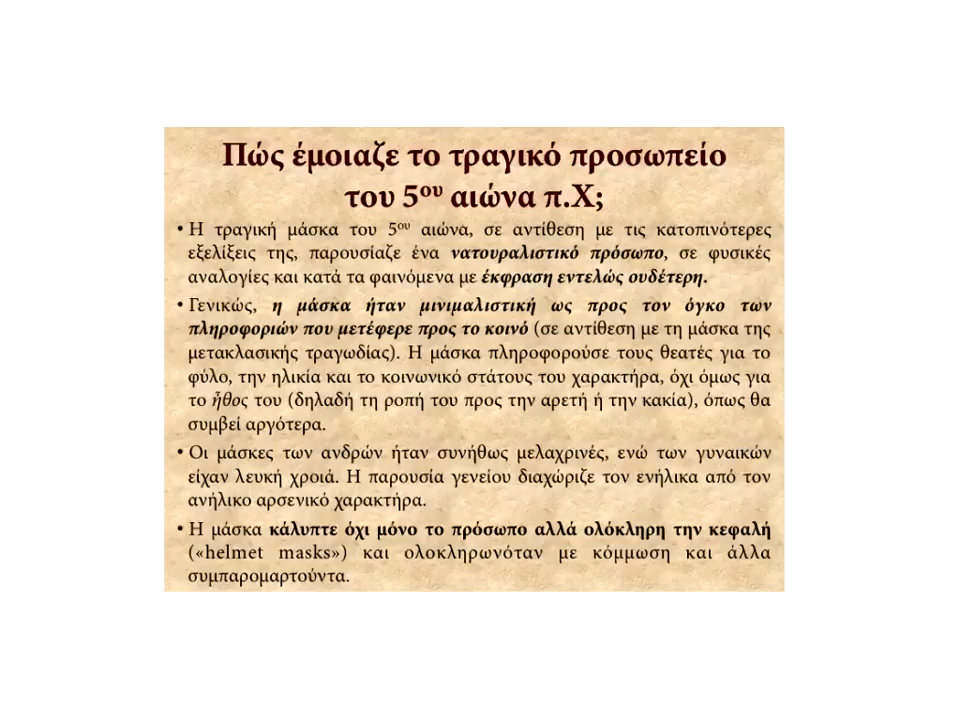 Πώς έμοιαζε το τραγικό προσωπείο
του 5ου αιώνα π.Χ;
• Η τραγική μάσκα του 5ου αιώνα, σε αντίθεση με τις κατοπινότερες
εξελίξεις της, παρουσίαζε ένα νατουραλιστικό πρόσωπο, σε φυσικές
αναλογίες και κατά τα φαινόμενα με έκφραση εντελώς ουδέτερη.
• Γενικώς, η μάσκα ήταν μινιμαλιστική ως προς τον όγκο των
πληροφοριών που μετέφερε προς το κοινό (σε αντίθεση με τη μάσκα της
μετακλασικής τραγωδίας). Η μάσκα πληροφορούσε τους θεατές για το
φύλο, την ηλικία και το κοινωνικό στάτους του χαρακτήρα, όχι όμως για
το ἦθος του (δηλαδή τη ροπή του προς την αρετή ή την κακία), όπως θα
συμβεί αργότερα.
• Οι μάσκες των ανδρών ήταν συνήθως μελαχρινές, ενώ των γυναικών
είχαν λευκή χροιά. Η παρουσία γενείου διαχώριζε τον ενήλικα από τον
ανήλικο αρσενικό χαρακτήρα.
• Η μάσκα κάλυπτε όχι μόνο το πρόσωπο αλλά ολόκληρη την κεφαλή
(«helmet masks») και ολοκληρωνόταν με κόμμωση και άλλα
συμπαρομαρτούντα.